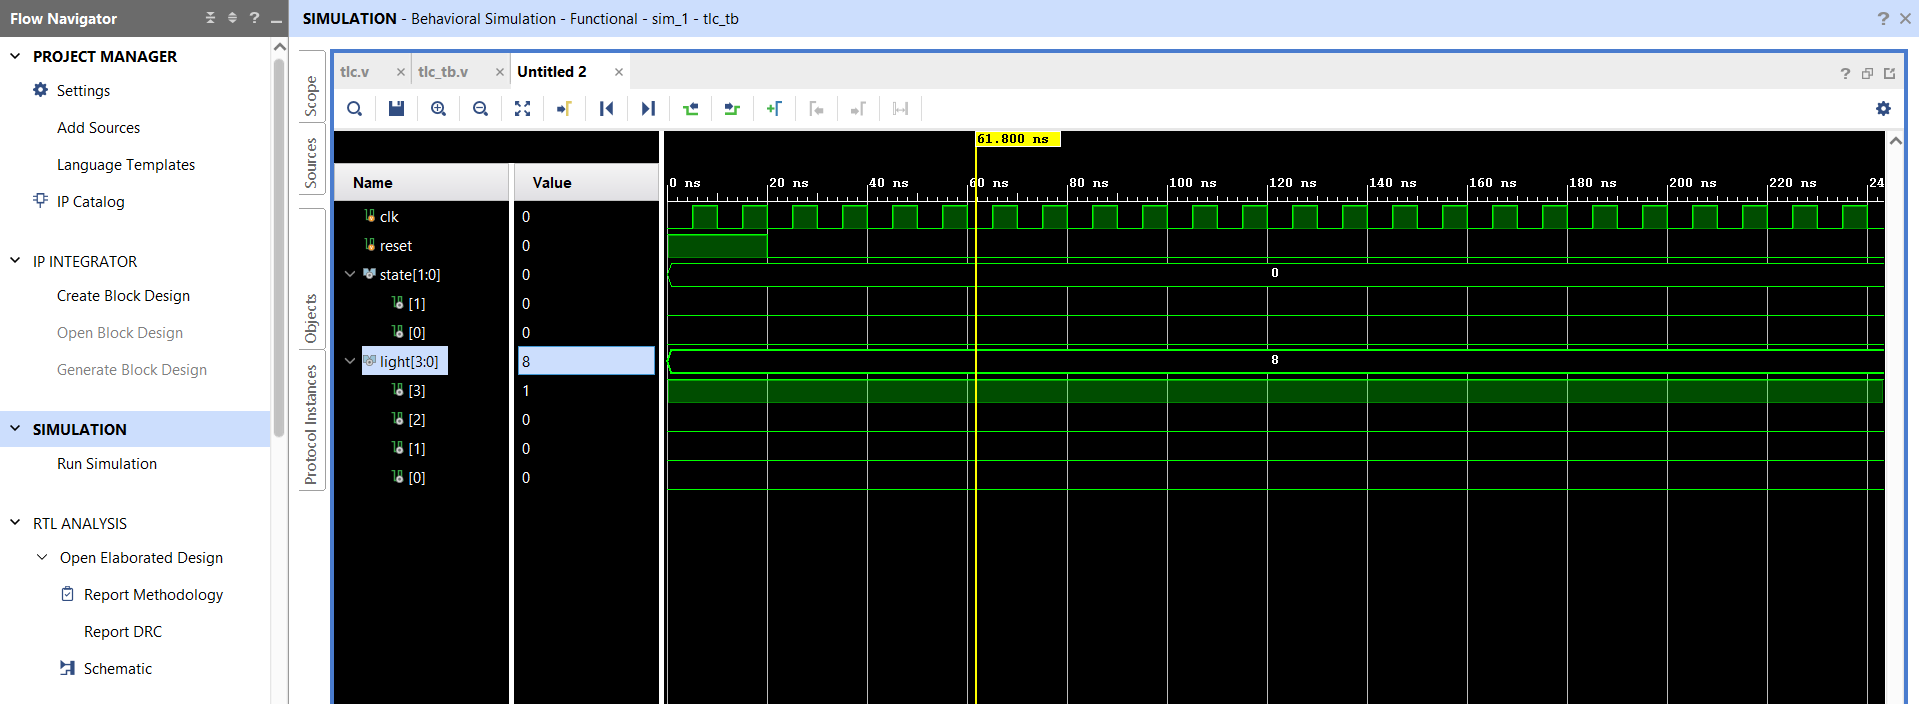 Flow Navigator
?
SIMULATION - Behavioral Simulation - Functional - sim_1 - tlc_tb
?
PROJECT MANAGER
Settings
Add Sources
Language Templates
IP Catalog
IP INTEGRATOR
Create Block Design
Open Block Design
Generate Block Design
SIMULATION
Run Simulation
RTL ANALYSIS
Open Elaborated Design
Report Methodology
Report DRC
Schematic
Scope
Sources
Objects
Protocol Instances
tlc.v
tlc_tb.v
Untitled 2
?
61.800 ns
Name Value
0 ns 20 ns 40 ns 60 ns 80 ns 100 ns 120 ns 140 ns 160 ns 180 ns 200 ns 220 ns 24
clk 0
reset 0
state[1:0] 0 0
[1] 0
[0] 0
light[3:0] 8 8
[3] 1
[2] 0
[1] 0
[0] 0